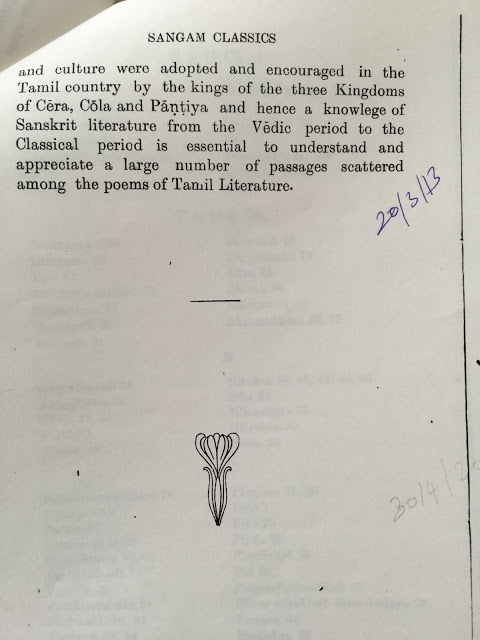 SANGAM CLASSICS
and culture were adopted and encouraged in the
Tamil country by the kings of the three Kingdoms
of Cēra, Cōla and Pāṇṭiya and hence a knowlege of
Sanskrit literature from the Vēdic period to the
Classical period is essential to understand and
appreciate a large number of passages scattered
among the poems of Tamil Literature.
20/3/13
30/4/20